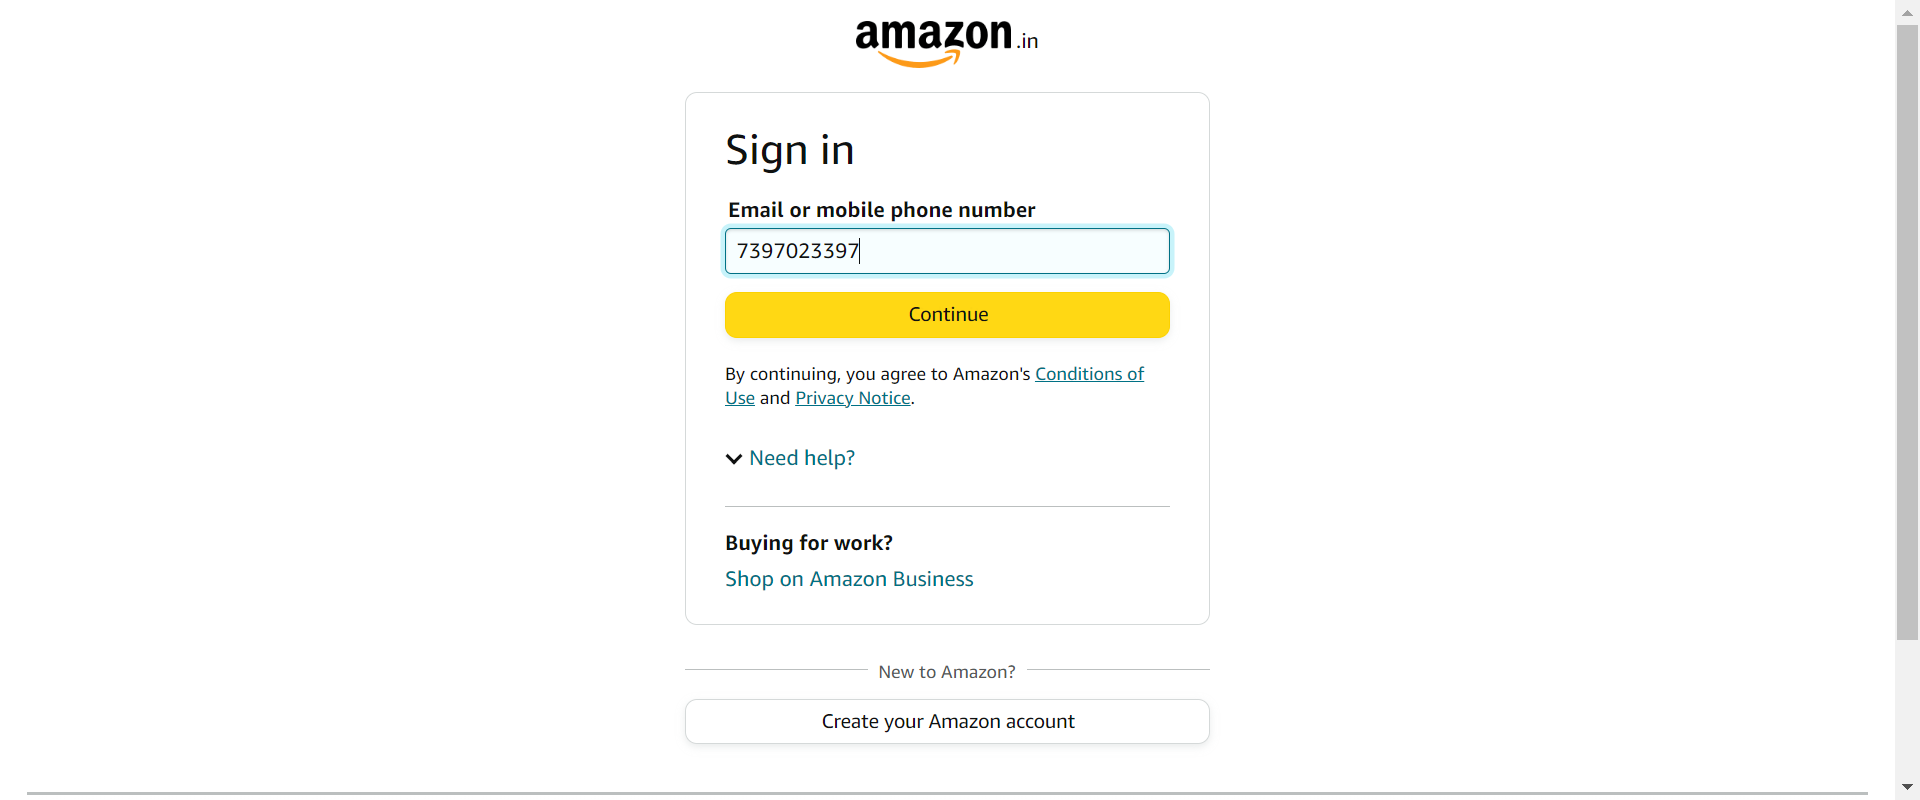 amazon.in
Sign in
Email or mobile phone number
7397023397
Continue
By continuing, you agree to Amazon's Conditions of
Use and Privacy Notice.
Need help?
Buying for work?
Shop on Amazon Business
New to Amazon?
Create your Amazon account